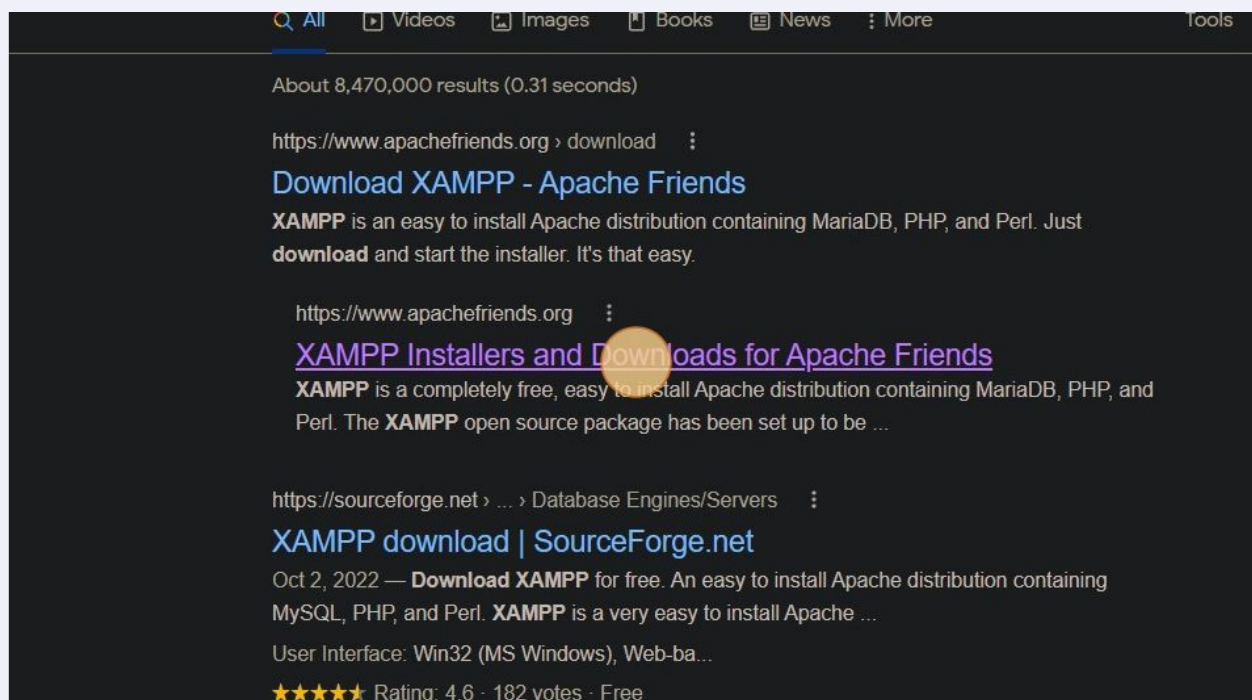 All Videos Images Books News More Tools
About 8,470,000 results (0.31 seconds)
https://www.apachefriends.org › download
Download XAMPP - Apache Friends
XAMPP is an easy to install Apache distribution containing MariaDB, PHP, and Perl. Just
download and start the installer. It's that easy.
https://www.apachefriends.org
XAMPP Installers and Downloads for Apache Friends
XAMPP is a completely free, easy to install Apache distribution containing MariaDB, PHP, and
Perl. The XAMPP open source package has been set up to be ...
https://sourceforge.net › ... › Database Engines/Servers
XAMPP download | SourceForge.net
Oct 2, 2022 — Download XAMPP for free. An easy to install Apache distribution containing
MySQL, PHP, and Perl. XAMPP is a very easy to install Apache ...
User Interface: Win32 (MS Windows), Web-ba...
Rating: 4.6 · 182 votes · Free